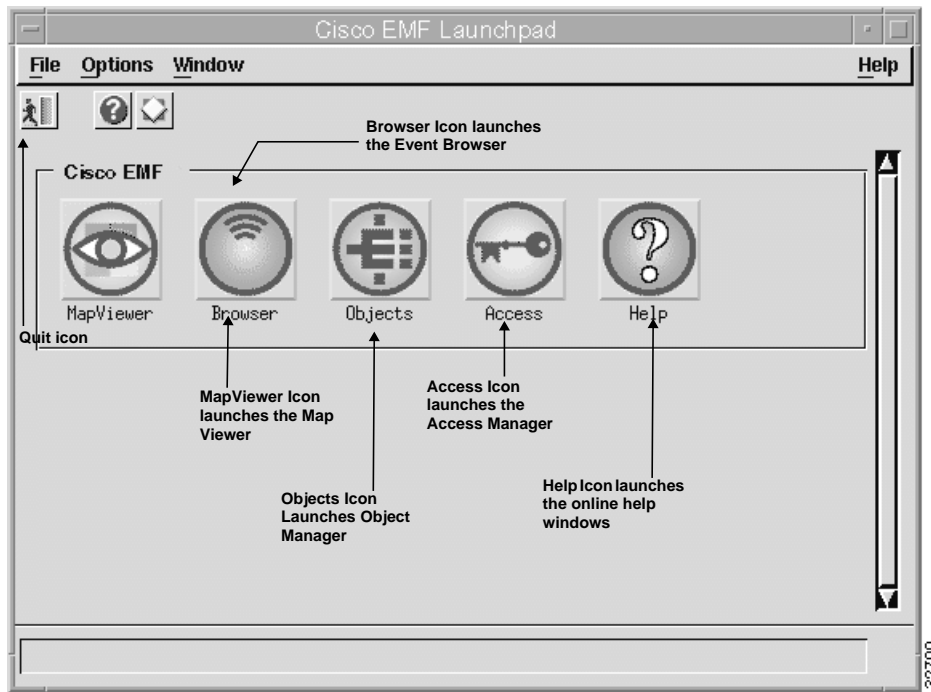 Cisco EMF Launchpad
File Options Window Help
Browser Icon launches
the Event Browser
Cisco EMF
MapViewer Browser Objects Access Help
Quit icon
MapViewer Icon
launches the Map
Viewer
Access Icon
launches the
Access Manager
Objects Icon
Launches Object
Manager
Help Icon launches
the online help
windows